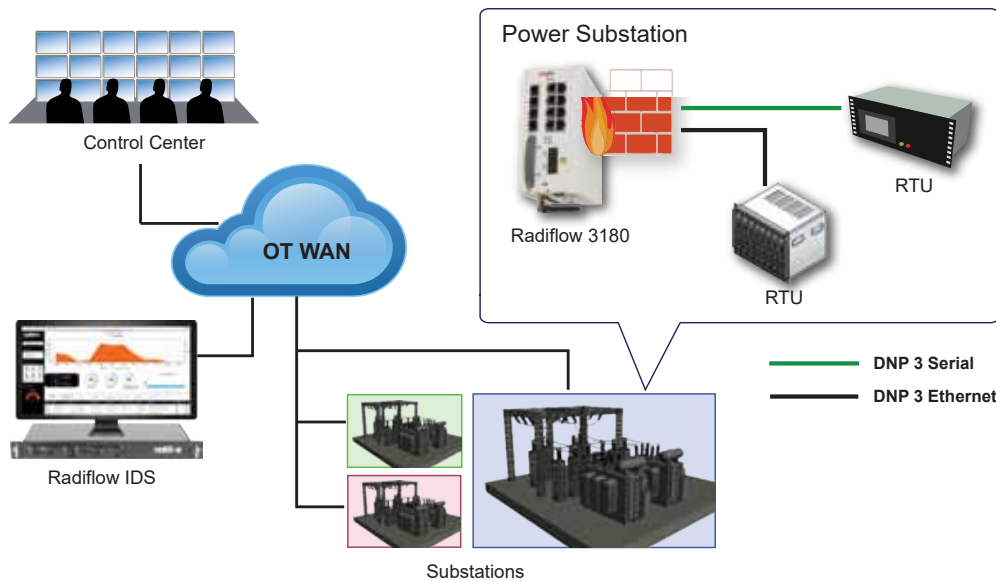 Power Substation
Control Center
RTU
Radiflow 3180
OT WAN
RTU
DNP 3 Serial
DNP 3 Ethernet
Radiflow IDS
Substations